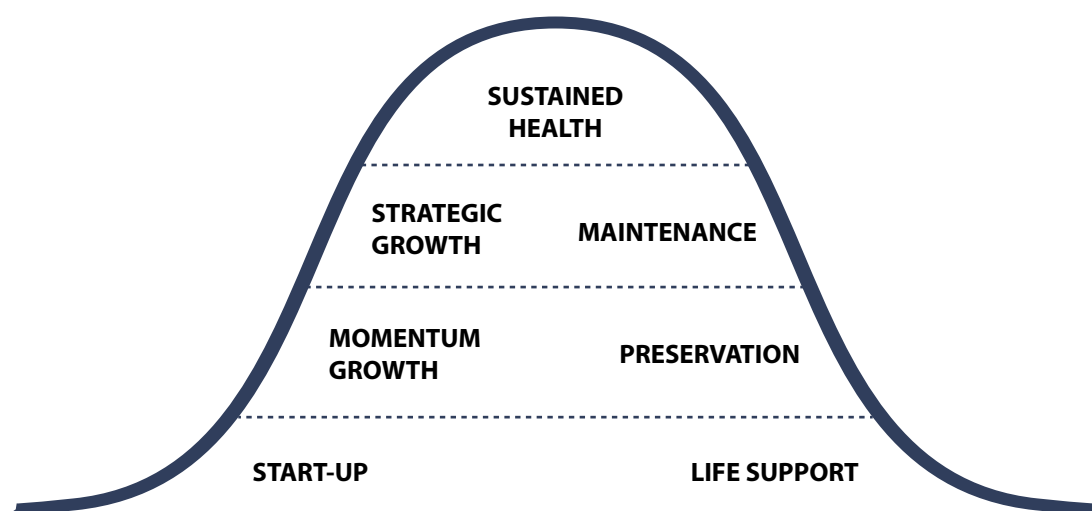 SUSTAINED
HEALTH
STRATEGIC
GROWTH
MAINTENANCE
MOMENTUM
GROWTH
PRESERVATION
START-UP
LIFE SUPPORT